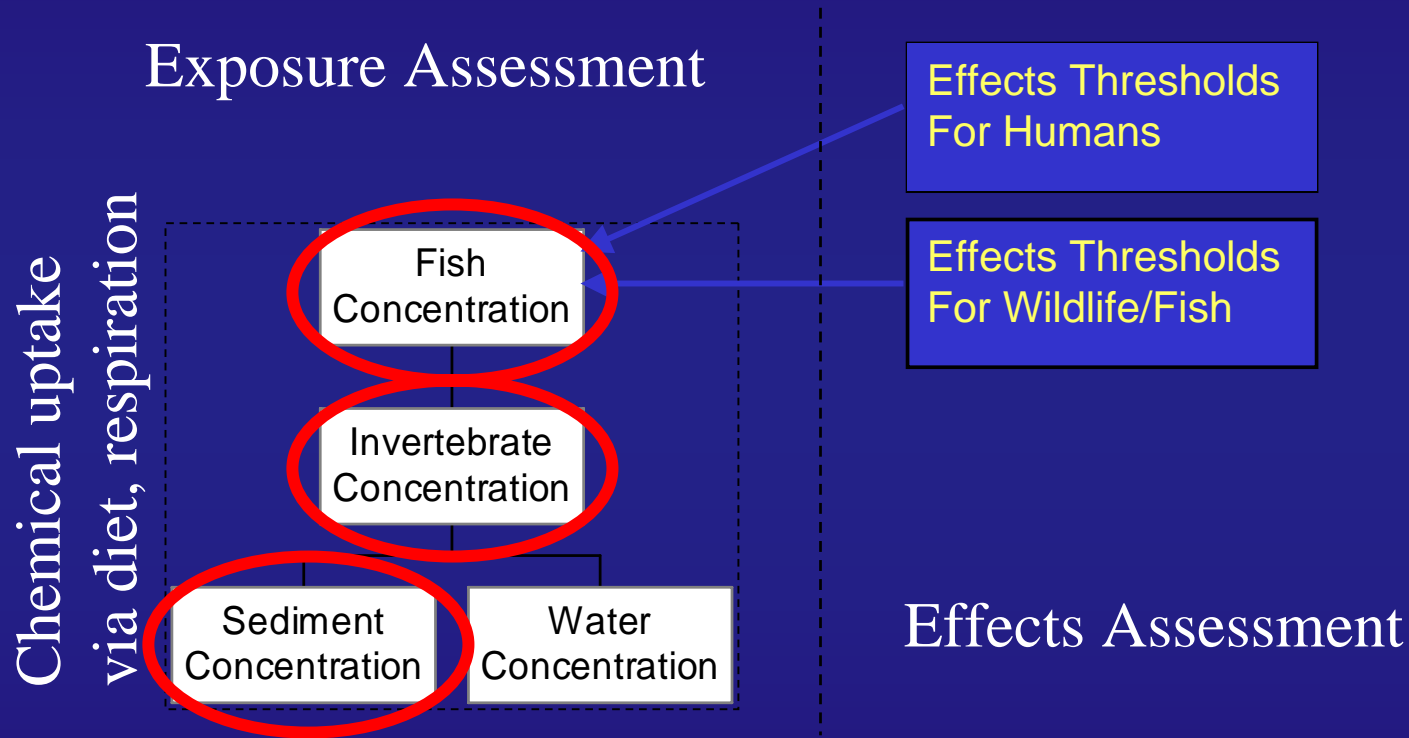 Exposure Assessment
Effects Thresholds
For Humans
Chemical uptake
via diet, respiration
Fish
Concentration
Effects Thresholds
For Wildlife/Fish
Invertebrate
Concentration
Sediment
Concentration
Water
Concentration
Effects Assessment